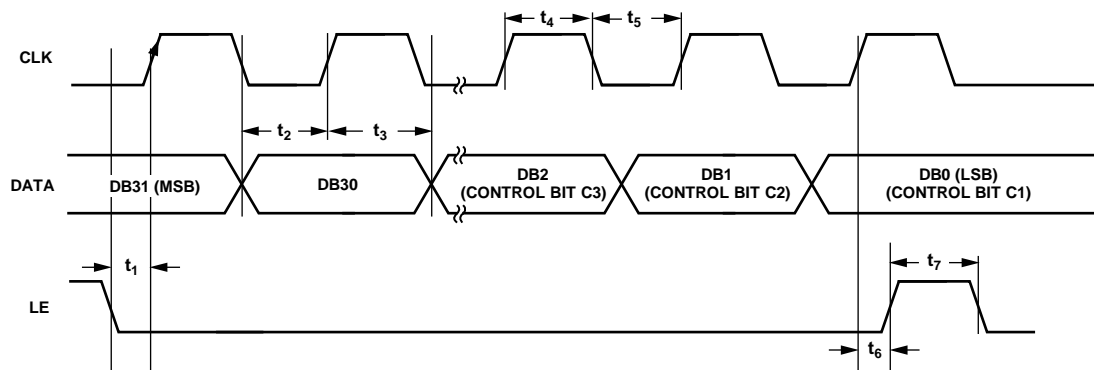 t4 t5
CLK
t2 t3
DATA
DB31 (MSB)
DB30
DB2
(CONTROL BIT C3)
DB1
(CONTROL BIT C2)
DB0 (LSB)
(CONTROL BIT C1)
t1
t7
LE
t6